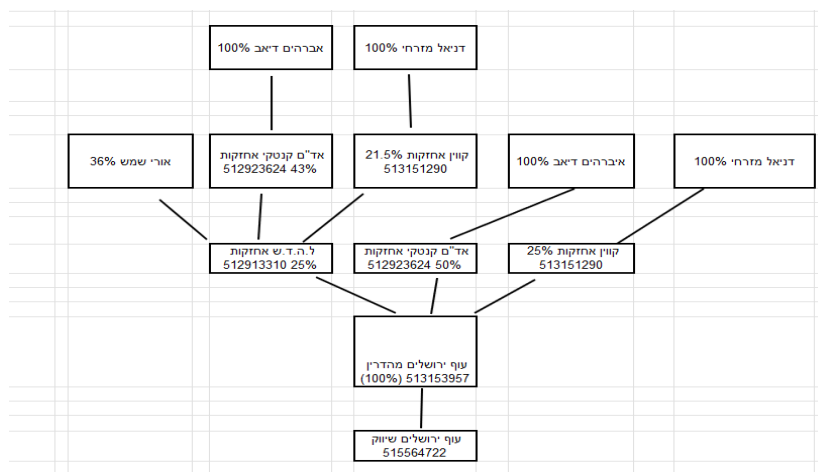 אברהים דיאב 100%
דניאל מזרחי 100%
אורי שמש 36%
אד"ם קנטקי אחזקות
512923624 43%
קווין אחזקות 21.5%
513151290
איברהים דיאב 100%
דניאל מזרחי 100%
ל.ה.ד.ש אחזקות
512913310 25%
אד"ם קנטקי אחזקות
512923624 50%
קווין אחזקות 25%
513151290
עוף ירושלים מהדרין
513153957 (100%)
עוף ירושלים שיווק
515564722